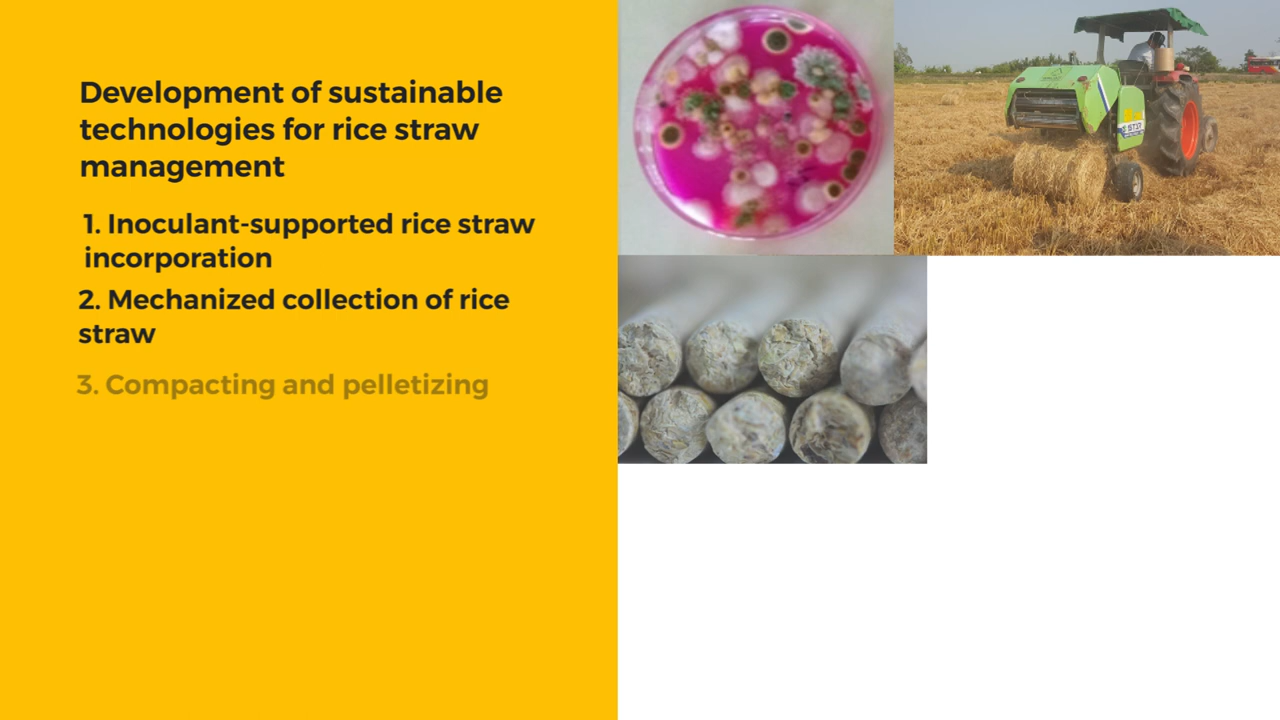 Development of sustainable
technologies for rice straw
management
1. Inoculant-supported rice straw
incorporation
2. Mechanized collection of rice
straw
3. Compacting and pelletizing